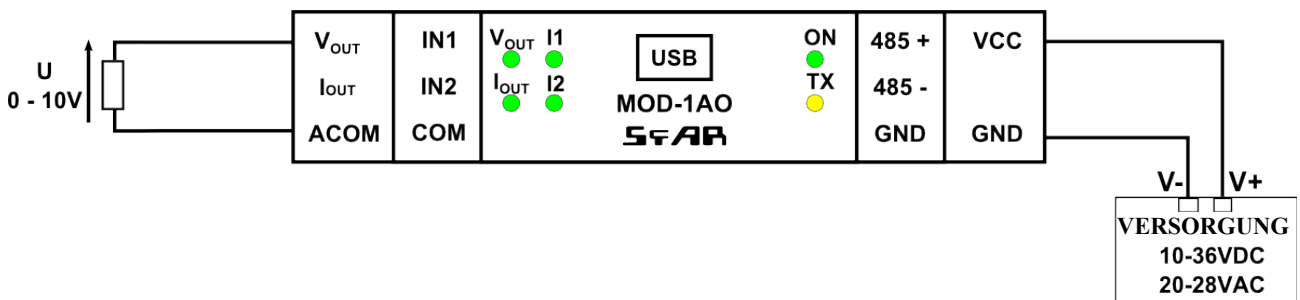 U
0 - 10V
VOUT
IOUT
ACOM
IN1
IN2
COM
VOUT I1
IOUT I2
USB
MOD-1AO
SFAR
ON
TX
485 +
485 -
GND
VCC
GND
V- V+
VERSORGUNG
10-36VDC
20-28VAC